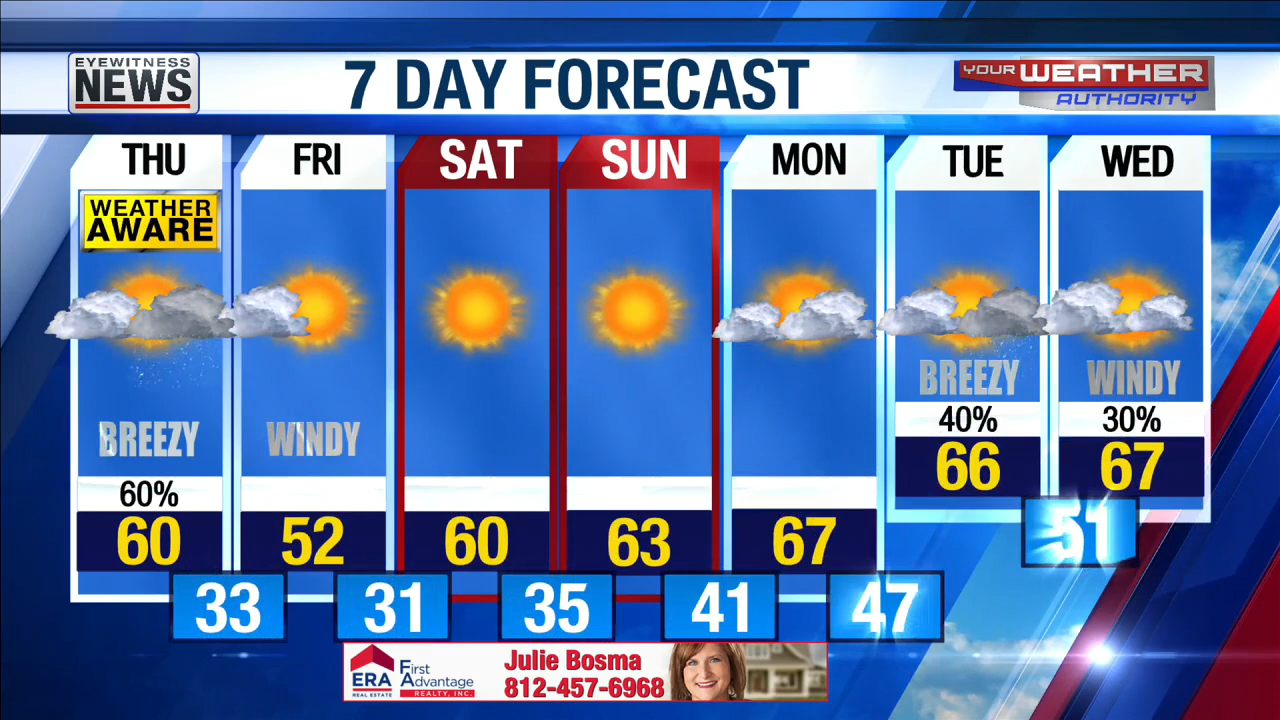 EYEWITNESS
NEWS
7 DAY FORECAST
YOUR WEATHER
AUTHORITY
THU
FRI
SAT
SUN
MON
TUE
WED
WEATHER
AWARE
BREEZY
WINDY
BREEZY
WINDY
60%
40%
30%
60
52
60
63
67
66
67
33
31
35
41
47
51
ERA
REAL ESTATE
First
Advantage
REALTY, INC.
Julie Bosma
812-457-6968